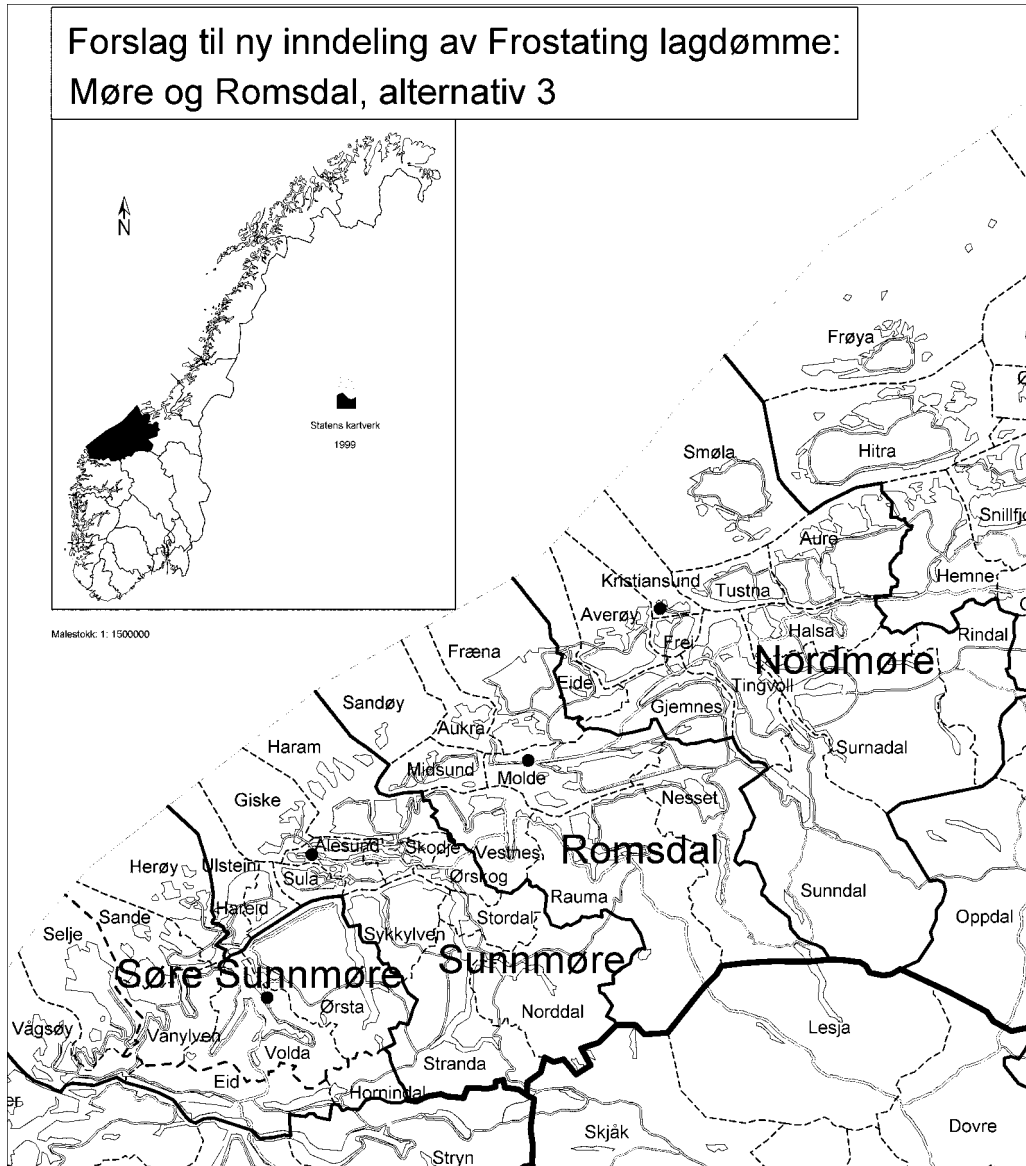 Forslag til ny inndeling av Frostating lagdømme:
Møre og Romsdal, alternativ 3
N
Statens kartverk
1999
Målestokk: 1: 1500000
Frøya
Hitra
Smøla
Snillfj
Aure
Hemne
Kristiansund
Tustna
Averøy
Halsa
Rindal
Frei
Nordmøre
Fræna
Eide
Tingvoll
Gjemnes
Sandøy
Aukra
Surnadal
Haram
Midsund
Molde
Nesset
Giske
Ålesund
Skodje
Vestnes
Romsdal
Herøy
Ulstein
Sula
Ørskog
Rauma
Sunndal
Hareid
Stordal
Oppdal
Sande
Sykkylven
Selje
Søre Sunnmøre
Sunnmøre
Ørsta
Norddal
Vågsøy
Vanylven
Lesja
Volda
Stranda
Eid
Hornindal
er
Skjåk
Dovre
Stryn